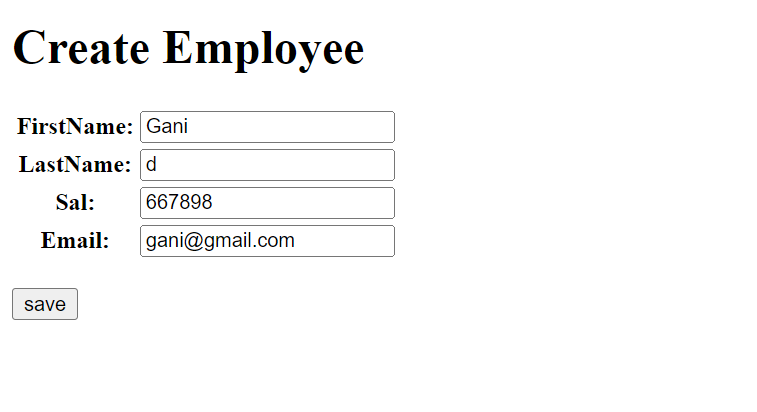 Create Employee
FirstName: Gani
LastName: d
Sal: 667898
Email: gani@gmail.com
save